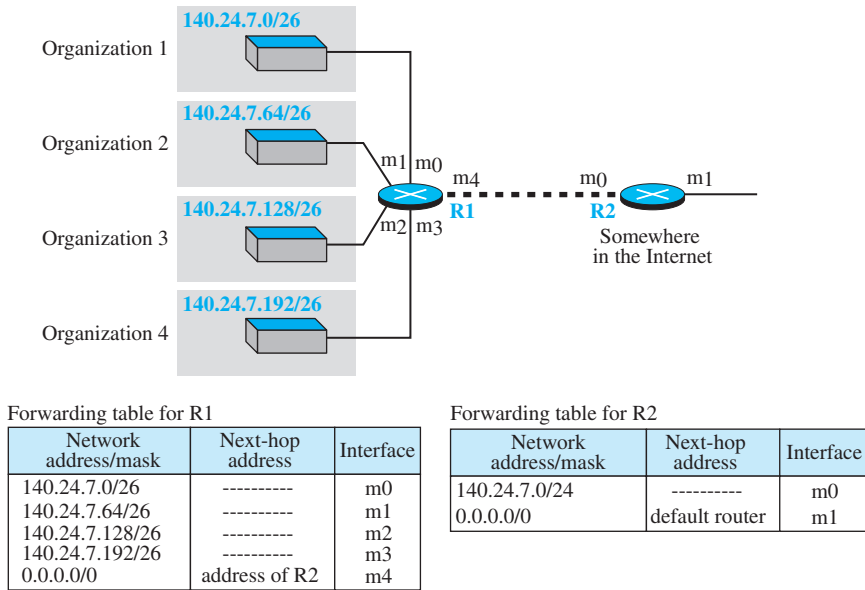 140.24.7.0/26
Organization 1
140.24.7.64/26
Organization 2
m1 m0
m4
m0
m1
140.24.7.128/26
R1
R2
m2 m3
Organization 3
Somewhere
in the Internet
140.24.7.192/26
Organization 4
Forwarding table for R1
Network address/mask Next-hop address Interface
140.24.7.0/26 ---------- m0
140.24.7.64/26 ---------- m1
140.24.7.128/26 ---------- m2
140.24.7.192/26 ---------- m3
0.0.0.0/0 address of R2 m4
Forwarding table for R2
Network address/mask Next-hop address Interface
140.24.7.0/24 ---------- m0
0.0.0.0/0 default router m1